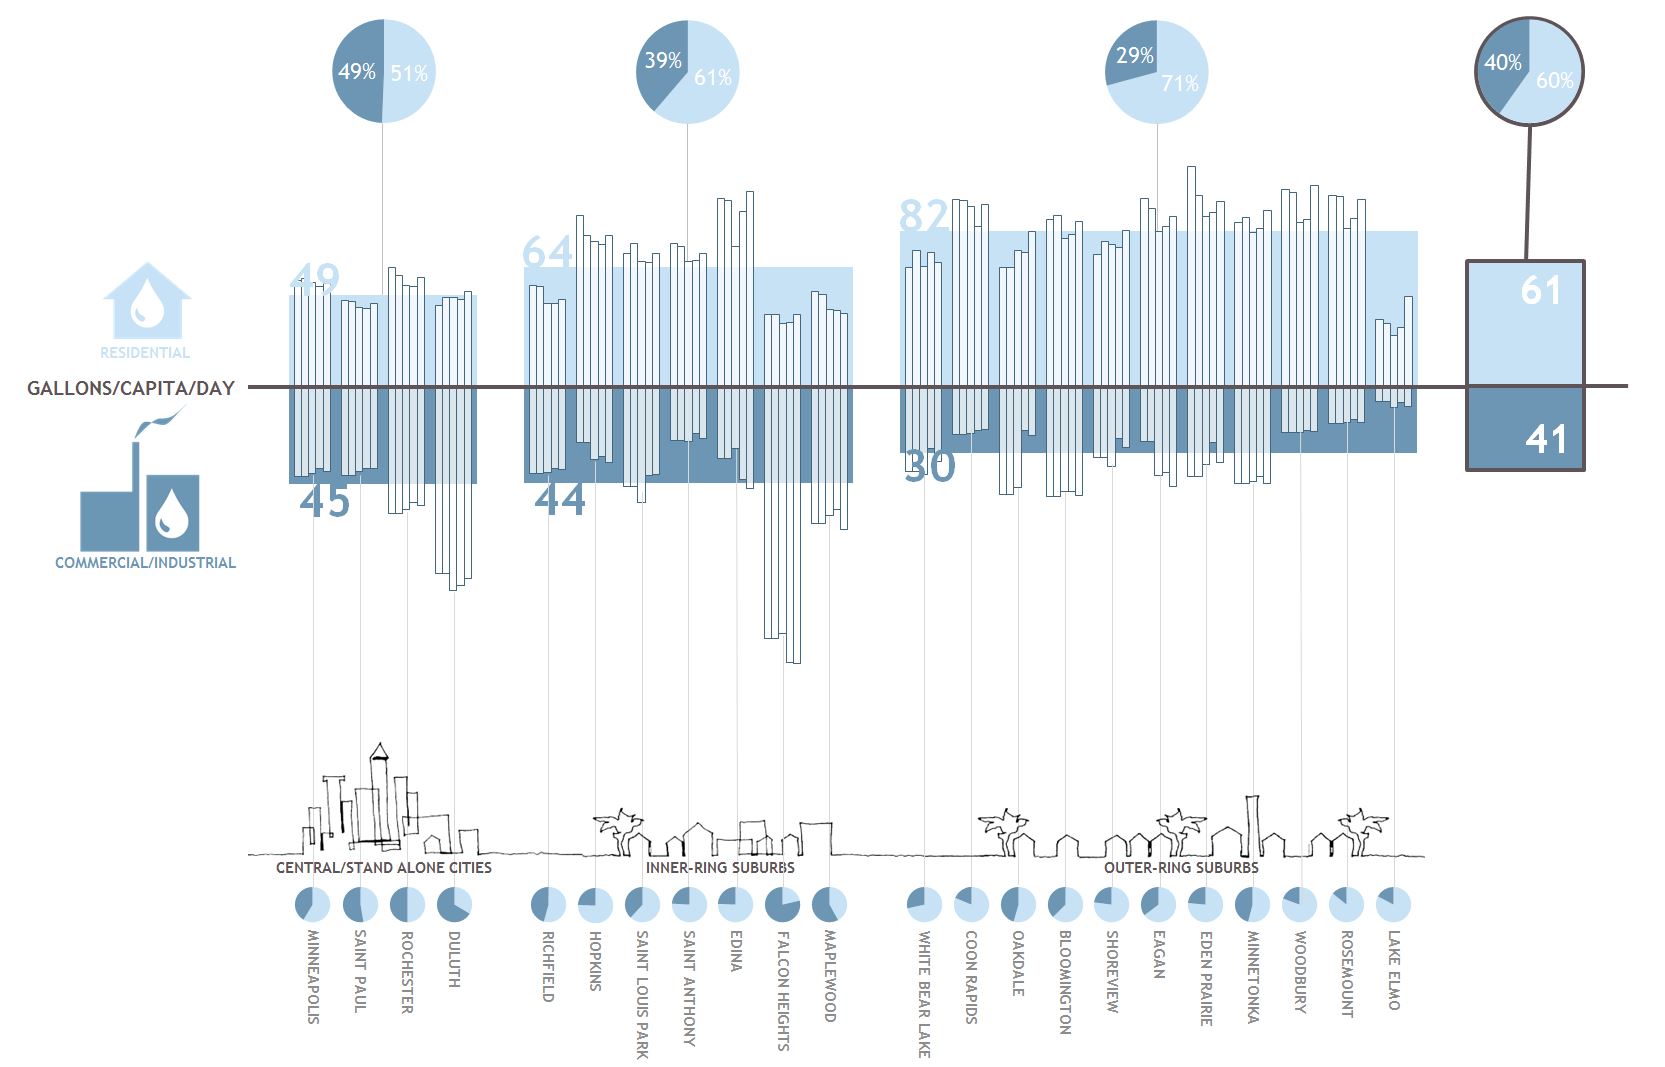 49% 51%
39% 61%
29% 71%
40% 60%
49
64
82
61
RESIDENTIAL
GALLONS/CAPITA/DAY
45
44
30
41
COMMERCIAL/INDUSTRIAL
CENTRAL/STAND ALONE CITIES
INNER-RING SUBURBS
OUTER-RING SUBURBS
MINNEAPOLIS
SAINT PAUL
ROCHESTER
DULUTH
RICHFIELD
HOPKINS
SAINT LOUIS PARK
SAINT ANTHONY
EDINA
FALCON HEIGHTS
MAPLEWOOD
WHITE BEAR LAKE
COON RAPIDS
OAKDALE
BLOOMINGTON
SHOREVIEW
EAGAN
EDEN PRAIRIE
MINNETONKA
WOODBURY
ROSEMOUNT
LAKE ELMO